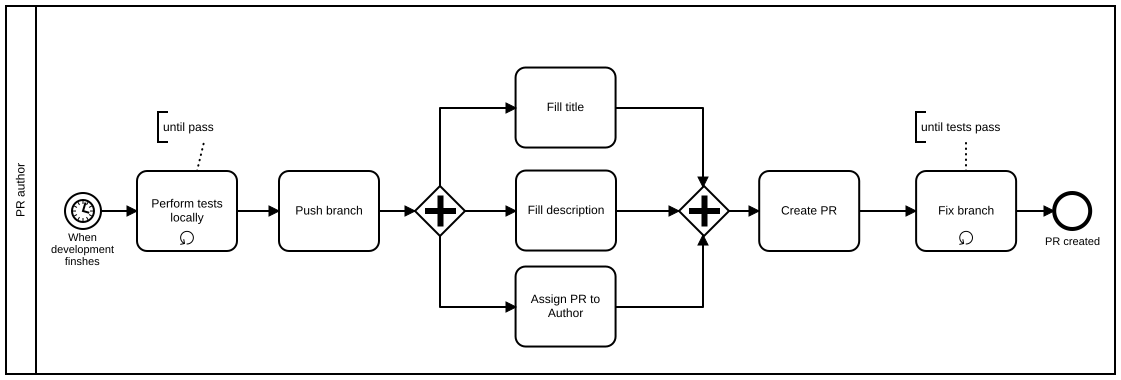 PR author
When
development
finshes
until pass
Perform tests
locally
Push branch
Fill title
Fill description
Assign PR to
Author
Create PR
until tests pass
Fix branch
PR created